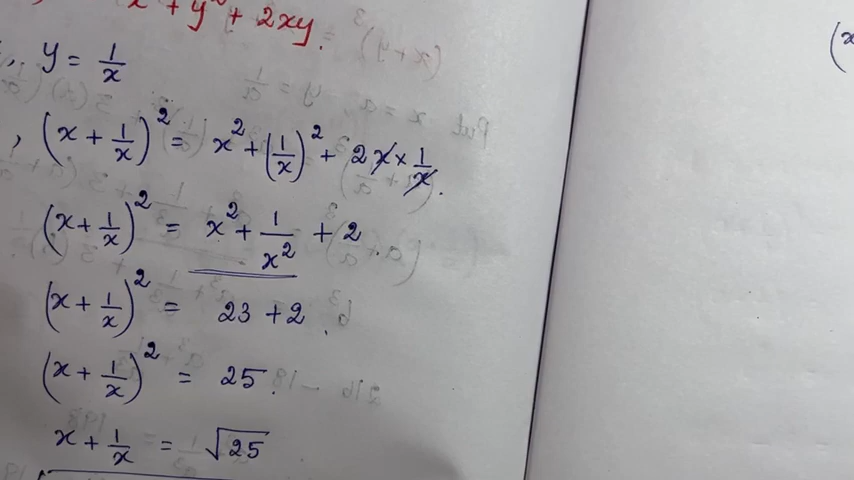 x + y² + 2xy.
, y = 1/x
, (x + 1/x)² = x² + (1/x)² + 2x × 1/x.
(x + 1/x)² = x² + 1/x² + 2.
(x + 1/x)² = 23 + 2.
(x + 1/x)² = 25.
x + 1/x = √25
(x